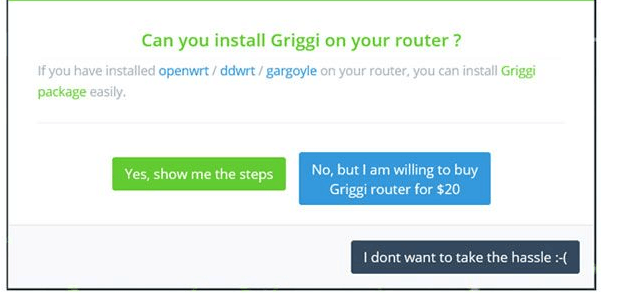 Can you install Griggi on your router ?
If you have installed openwrt / ddwrt / gargoyle on your router, you can install Griggi
package easily.
Yes, show me the steps
No, but I am willing to buy
Griggi router for $20
I dont want to take the hassle :-(